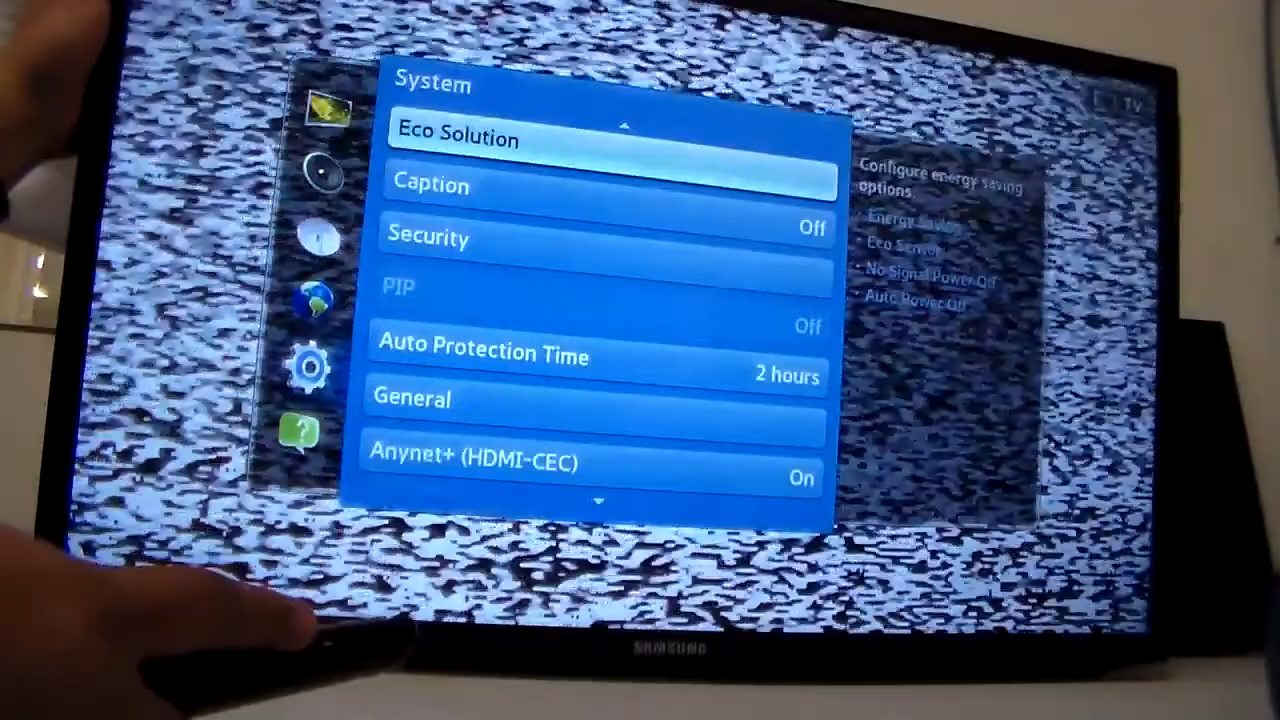 System
TV
Eco Solution
Caption
Off
Security
PIP
Off
Auto Protection Time
2 hours
General
Anynet+ (HDMI-CEC)
On
Configure energy saving
options.
· Energy Saving
· Eco Sensor
· No Signal Power Off
· Auto Power Off
SAMSUNG